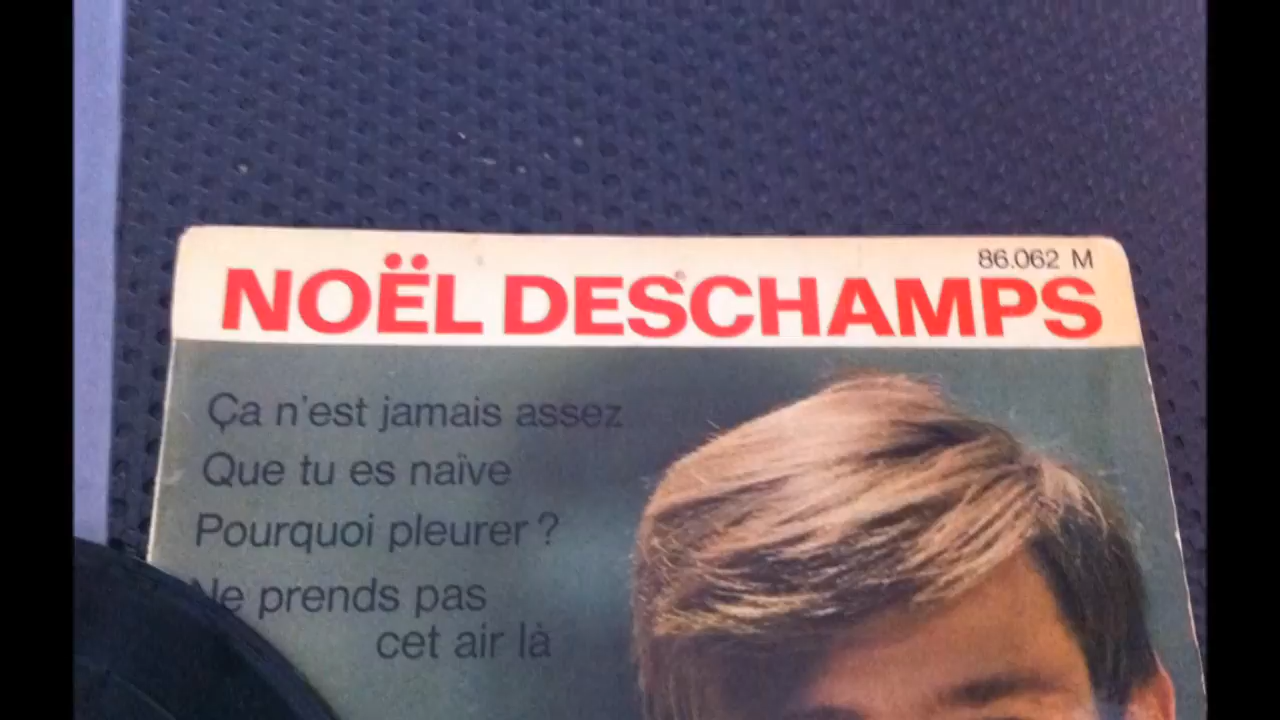 86.062 M
NOËL DESCHAMPS
Ça n'est jamais assez
Que tu es naïve
Pourquoi pleurer ?
Ne prends pas
cet air là